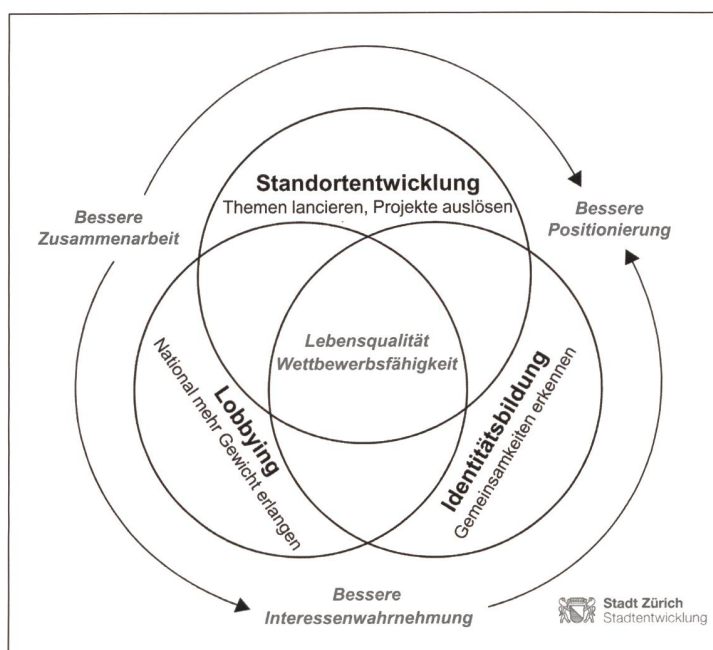 Standortentwicklung
Themen lancieren, Projekte auslösen
Bessere
Zusammenarbeit
Bessere
Positionierung
Lebensqualität
Wettbewerbsfähigkeit
Lobbying
National mehr Gewicht erlangen
Identitätsbildung
Gemeinsamkeiten erkennen
Bessere
Interessenwahrnehmung
Stadt Zürich
Stadtentwicklung